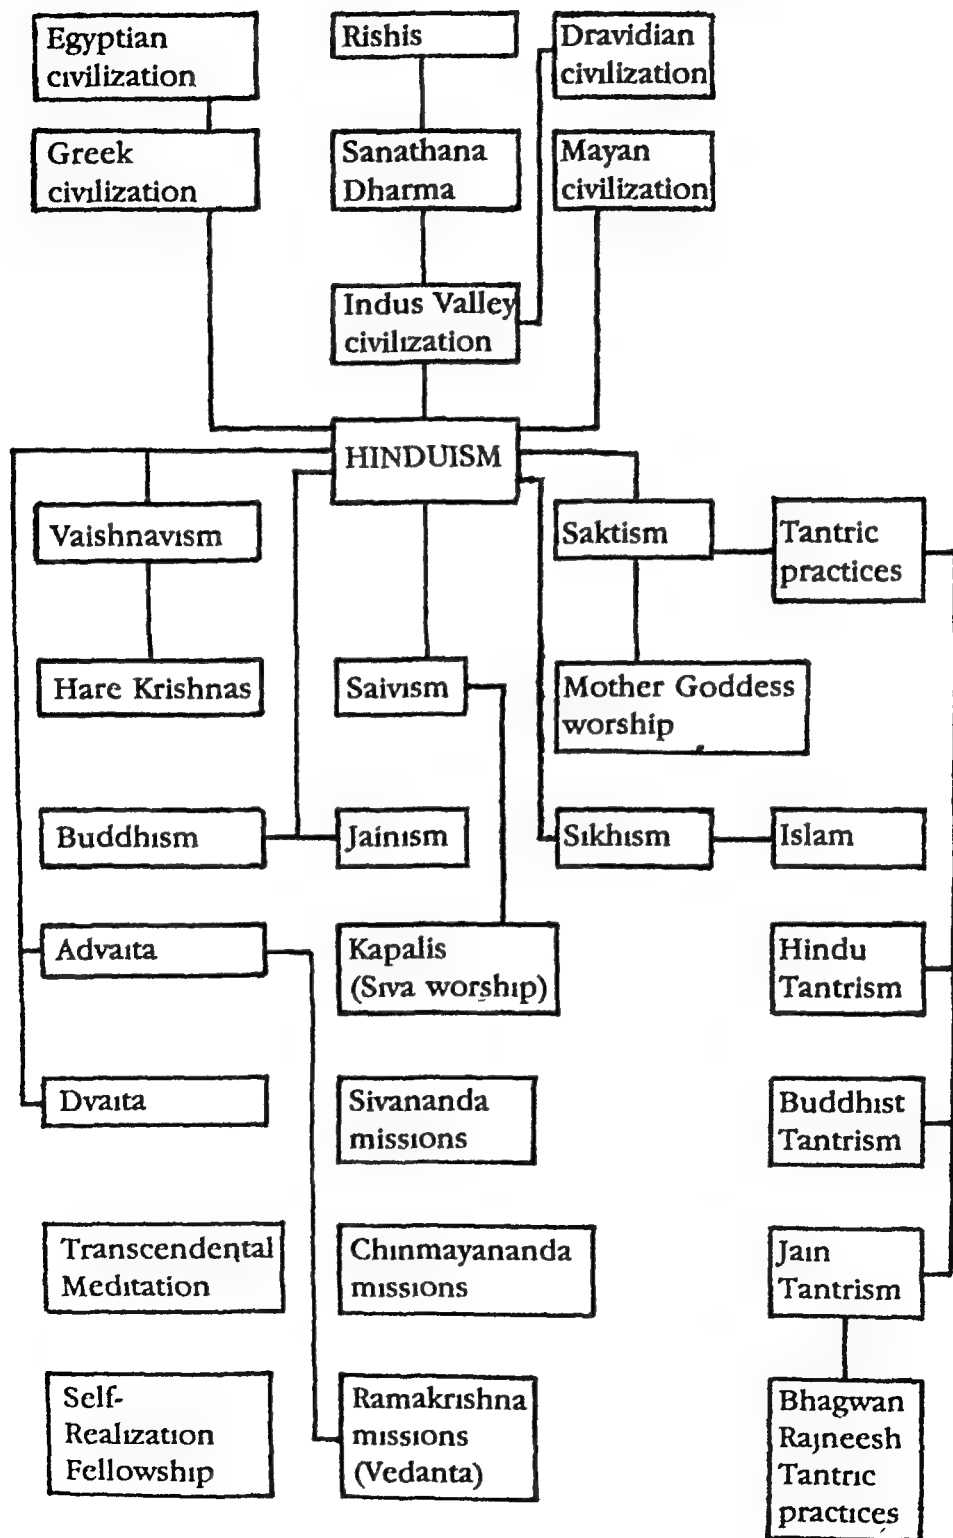 Egyptian
civilization
Rishis
Dravidian
civilization
Greek
civilization
Sanathana
Dharma
Mayan
civilization
Indus Valley
civilization
HINDUISM
Vaishnavism
Saktism
Tantric
practices
Hare Krishnas
Saivism
Mother Goddess
worship
Buddhism
Jainism
Sikhism
Islam
Advaita
Kapalis
(Siva worship)
Hindu
Tantrism
Dvaita
Sivananda
missions
Buddhist
Tantrism
Transcendental
Meditation
Chinmayananda
missions
Jain
Tantrism
Self-
Realization
Fellowship
Ramakrishna
missions
(Vedanta)
Bhagwan
Rajneesh
Tantric
practices